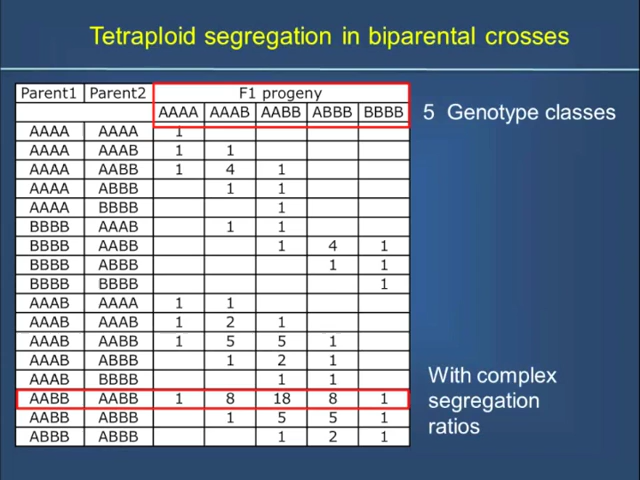 Tetraploid segregation in biparental crosses
Parent1 Parent2 F1 progeny
AAAA AAAB AABB ABBB BBBB
5 Genotype classes
AAAA AAAA 1
AAAA AAAB 1 1
AAAA AABB 1 4 1
AAAA ABBB 1 1
AAAA BBBB 1
BBBB AAAB 1 1
BBBB AABB 1 4 1
BBBB ABBB 1 1
BBBB BBBB 1
AAAB AAAA 1 1
AAAB AAAB 1 2 1
AAAB AABB 1 5 5 1
AAAB ABBB 1 2 1
AAAB BBBB 1 1
AABB AABB 1 8 18 8 1
AABB ABBB 1 5 5 1
ABBB ABBB 1 2 1
With complex
segregation
ratios